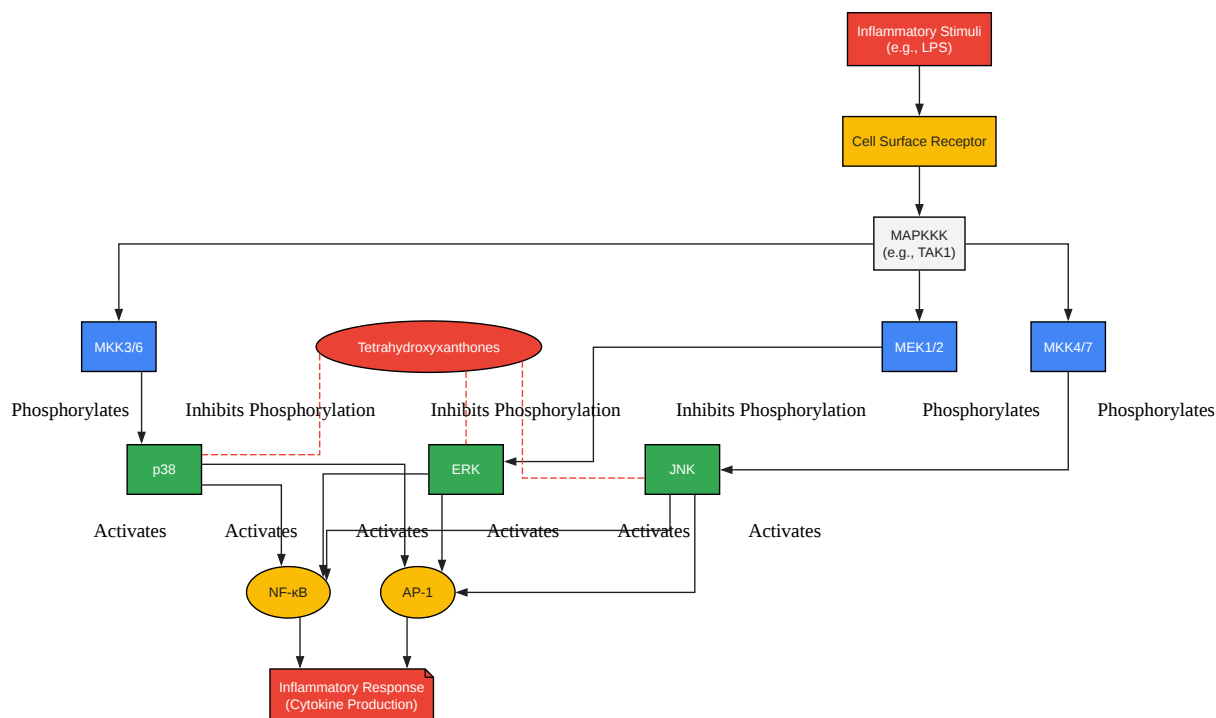 Inflammatory Stimuli
(e.g., LPS)
Cell Surface Receptor
MAPKKK
(e.g., TAK1)
MKK3/6
Tetrahydroxyxanthones
MEK1/2
MKK4/7
Phosphorylates
Inhibits Phosphorylation
Inhibits Phosphorylation
Inhibits Phosphorylation
Phosphorylates
Phosphorylates
p38
ERK
JNK
Activates
Activates
Activates
Activates
Activates
Activates
NF-κB
AP-1
Inflammatory Response
(Cytokine Production)